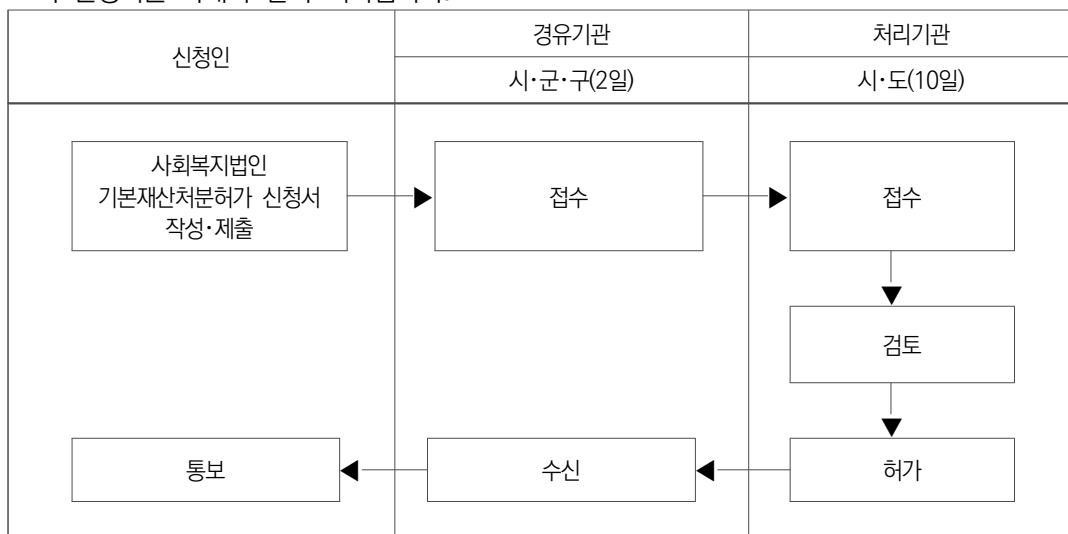 신청인
경유기관
처리기관
시·군·구(2일)
시·도(10일)
사회복지법인
기본재산처분허가 신청서
작성·제출
접수
접수
검토
통보
수신
허가